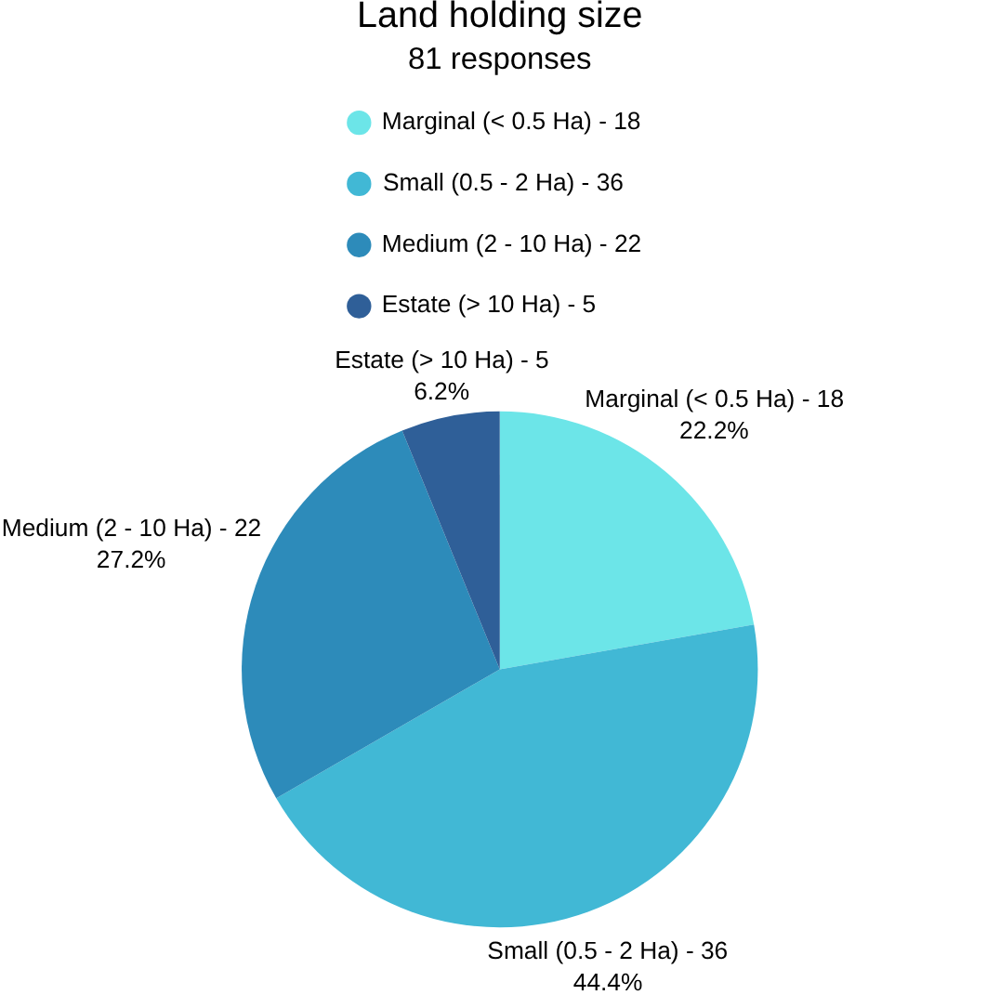 Land holding size
81 responses
Marginal (< 0.5 Ha) - 18
Small (0.5 - 2 Ha) - 36
Medium (2 - 10 Ha) - 22
Estate (> 10 Ha) - 5
Estate (> 10 Ha) - 5
6.2%
Marginal (< 0.5 Ha) - 18
22.2%
Medium (2 - 10 Ha) - 22
27.2%
Small (0.5 - 2 Ha) - 36
44.4%